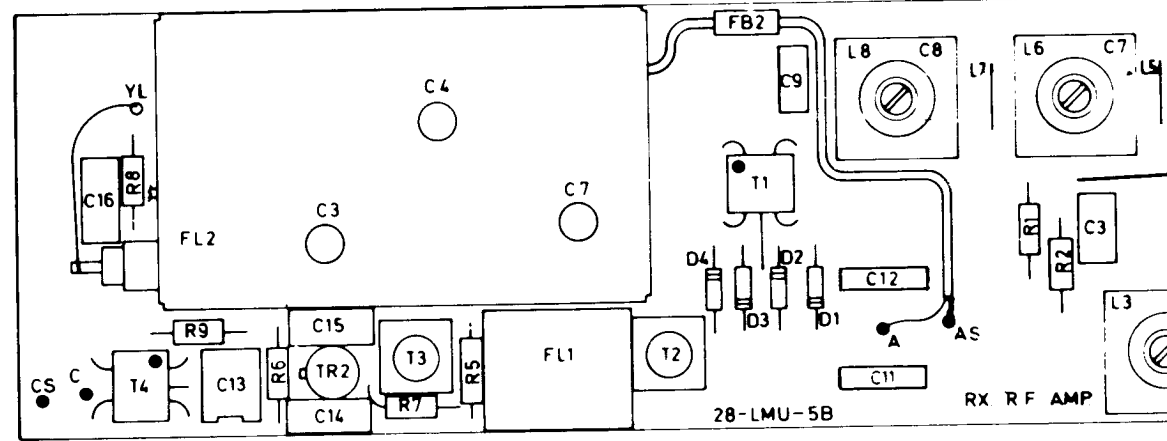 FB2
L8
C8
L7
L6
C7
L5
C9
YL
C4
C16
R8
T1
C7
C3
FL2
R1
R2
C3
D4
D2
D3
D1
C12
A
AS
L3
R9
C15
R6
TR2
T3
R5
FL1
T2
CS
C
T4
C13
C14
R7
C11
28-LMU-5B
RX RF AMP